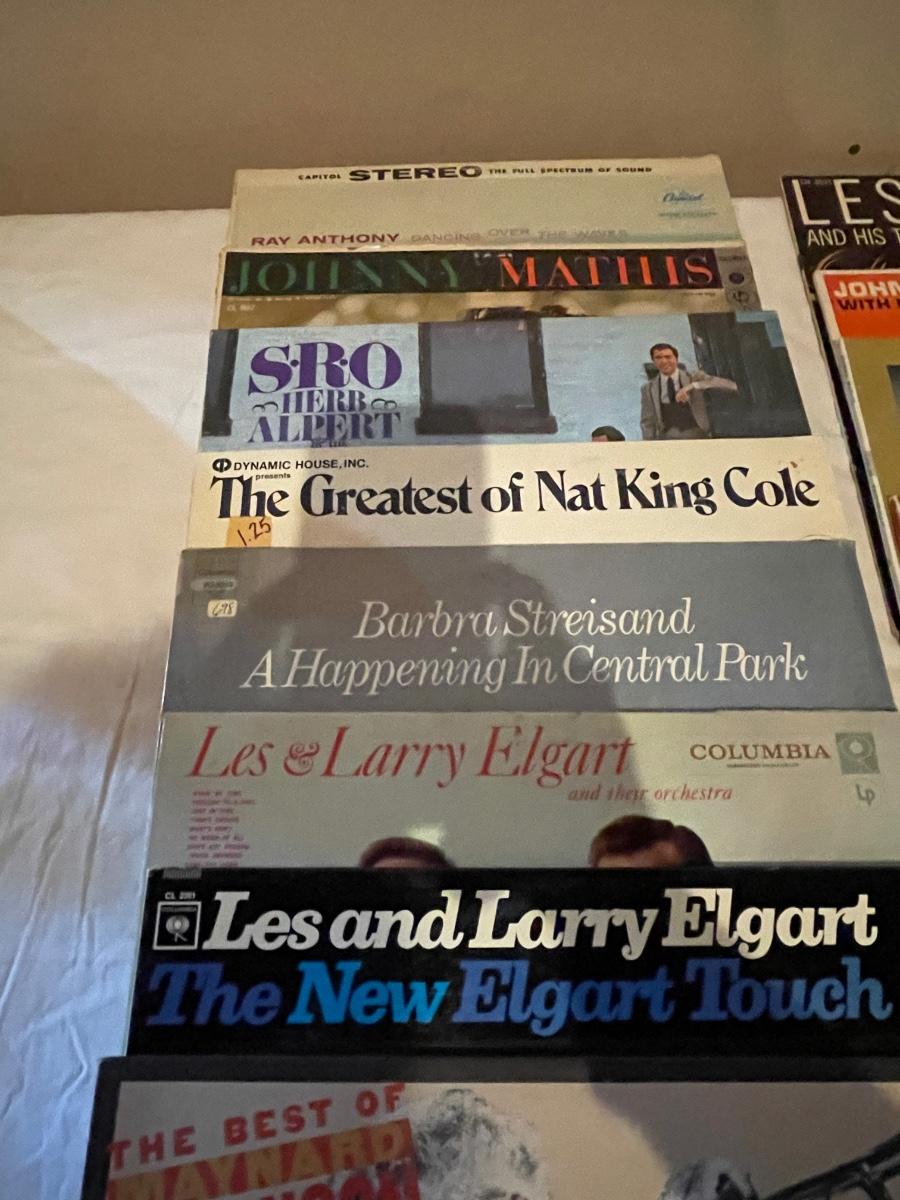 CAPITOL STEREO THE FULL SPECTRUM OF SOUND
Capitol
RAY ANTHONY DANCING OVER THE WAVES
JOHNNY MATHIS
S·R·O
HERB
ALPERT
DYNAMIC HOUSE, INC.
presents
The Greatest of Nat King Cole
1.25
Barbra Streisand
A Happening In Central Park
Les & Larry Elgart
COLUMBIA
and their orchestra
Lp
Les and Larry Elgart
The New Elgart Touch
THE BEST OF
MAYNARD
LES
AND HIS
JOHN
WITH